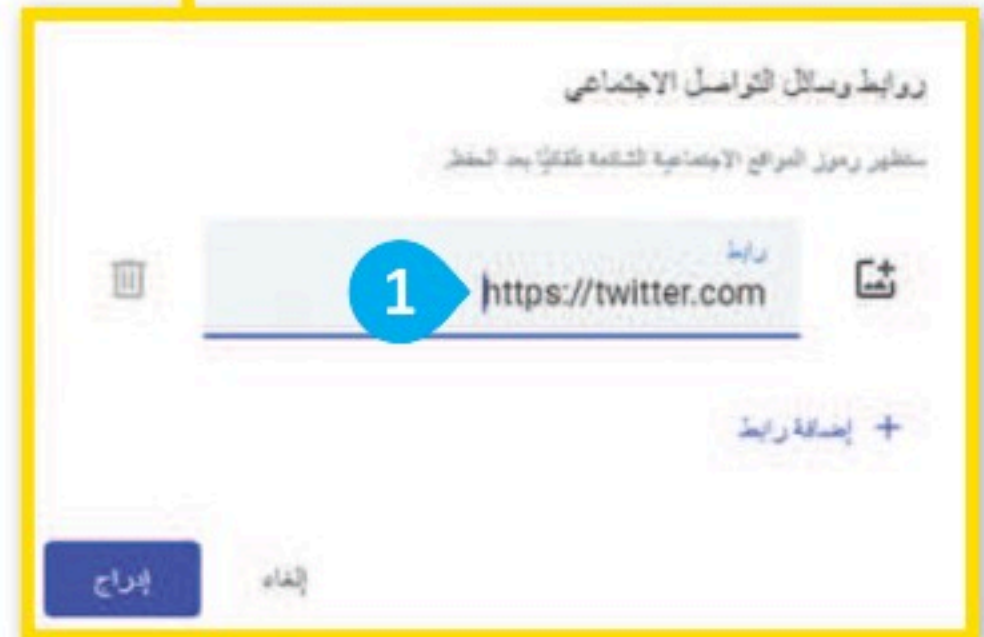 روابط وسائل التواصل الاجتماعي
ستظهر رموز المواقع الاجتماعية الشائعة تلقائيًا بعد الحفظ
رابط
https://twitter.com
1
+ إضافة رابط
إلغاء
إدراج